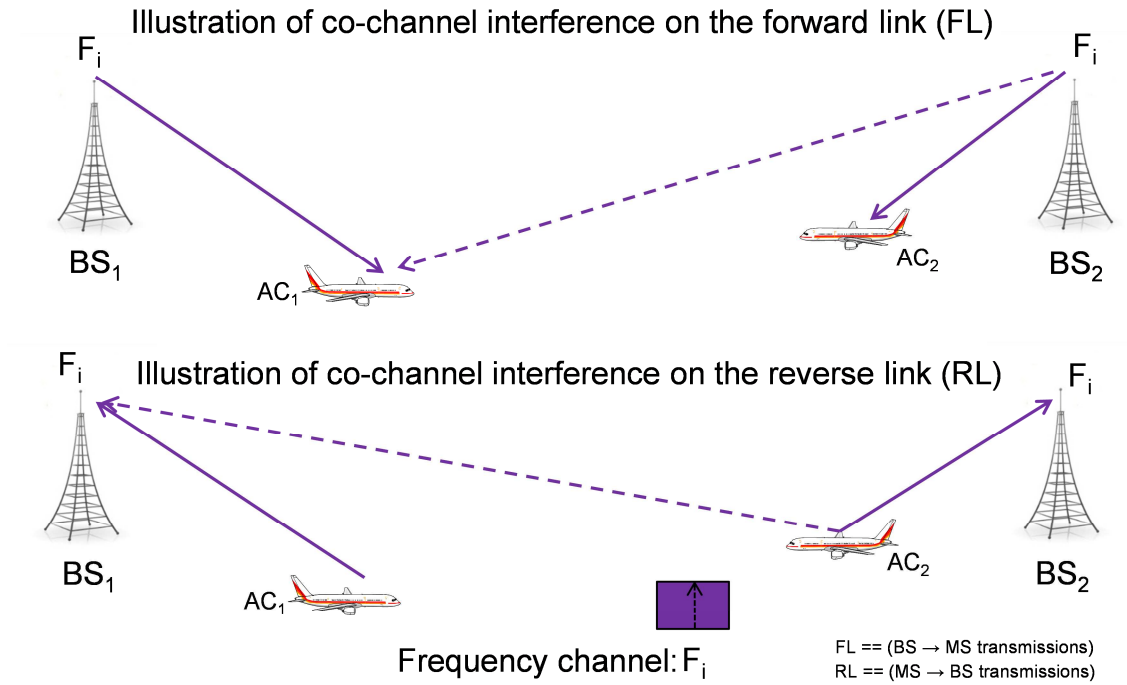 Illustration of co-channel interference on the forward link (FL)
Fi
Fi
BS1
AC1
AC2
BS2
Fi
Illustration of co-channel interference on the reverse link (RL)
Fi
BS1
AC1
AC2
BS2
Frequency channel: Fi
FL == (BS → MS transmissions)
RL == (MS → BS transmissions)